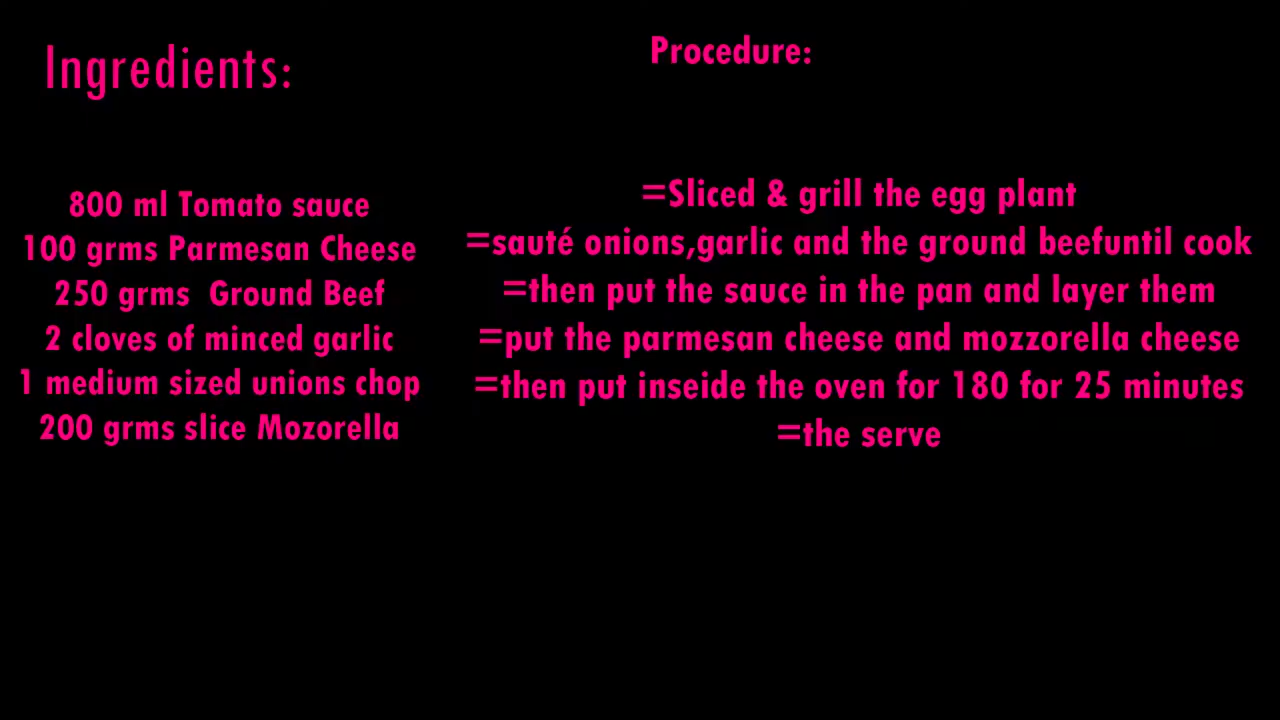 Ingredients:
800 ml Tomato sauce
100 grms Parmesan Cheese
250 grms  Ground Beef
2 cloves of minced garlic
1 medium sized unions chop
200 grms slice Mozorella
Procedure:
=Sliced & grill the egg plant
=sauté onions,garlic and the ground beefuntil cook
=then put the sauce in the pan and layer them
=put the parmesan cheese and mozzorella cheese
=then put inseide the oven for 180 for 25 minutes
=the serve